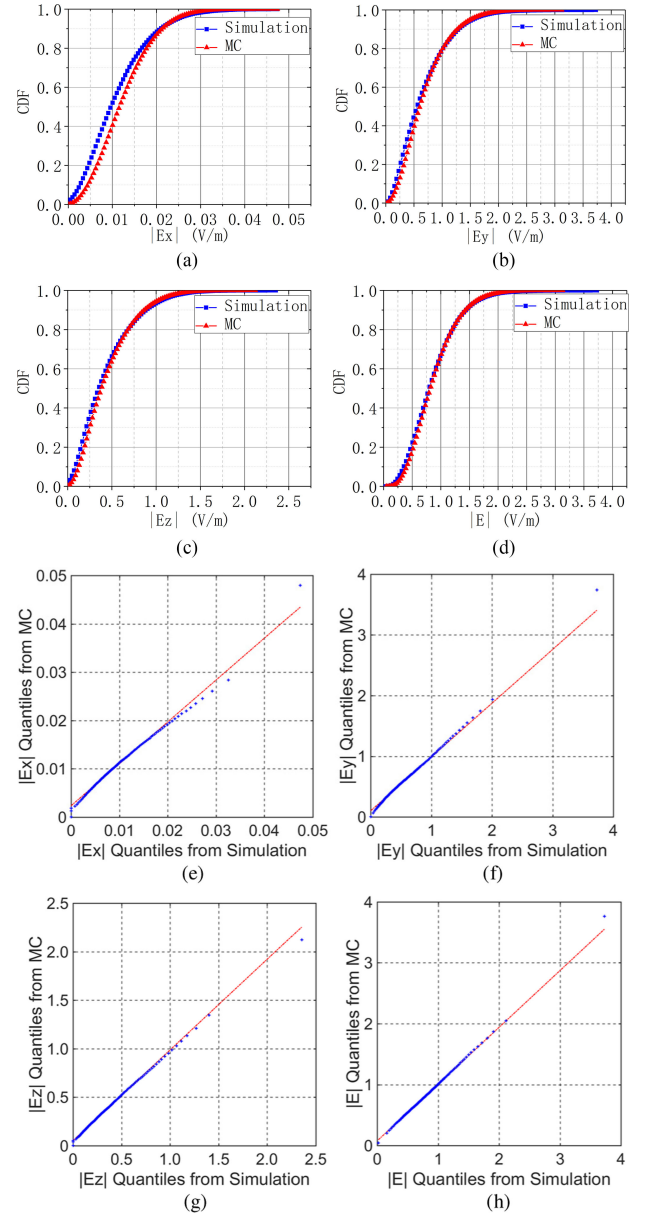 1.0
0.8
0.6
0.4
0.2
0.0
CDF
Simulation
MC
0.00 0.01 0.02 0.03 0.04 0.05
|Ex| (V/m)
(a)
1.0
0.8
0.6
0.4
0.2
0.0
CDF
Simulation
MC
0.0 0.5 1.0 1.5 2.0 2.5 3.0 3.5 4.0
|Ey| (V/m)
(b)
1.0
0.8
0.6
0.4
0.2
0.0
CDF
Simulation
MC
0.0 0.5 1.0 1.5 2.0 2.5
|Ez| (V/m)
(c)
1.0
0.8
0.6
0.4
0.2
0.0
CDF
Simulation
MC
0.0 0.5 1.0 1.5 2.0 2.5 3.0 3.5 4.0
|E| (V/m)
(d)
0.05
0.04
0.03
0.02
0.01
0
|Ex| Quantiles from MC
0 0.01 0.02 0.03 0.04 0.05
|Ex| Quantiles from Simulation
(e)
4
3
2
1
0
|Ey| Quantiles from MC
0 1 2 3 4
|Ey| Quantiles from Simulation
(f)
2.5
2.0
1.5
1.0
0.5
0
|Ez| Quantiles from MC
0 0.5 1.0 1.5 2.0 2.5
|Ez| Quantiles from Simulation
(g)
4
3
2
1
0
|E| Quantiles from MC
0 1 2 3 4
|E| Quantiles from Simulation
(h)